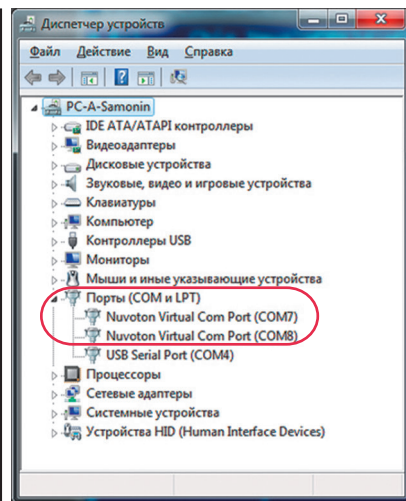 Диспетчер устройств
Файл Действие Вид Справка
PC-A-Samonin
IDE ATA/ATAPI контроллеры
Видеоадаптеры
Дисковые устройства
Звуковые, видео и игровые устройства
Клавиатуры
Компьютер
Контроллеры USB
Мониторы
Мыши и иные указывающие устройства
Порты (COM и LPT)
Nuvoton Virtual Com Port (COM7)
Nuvoton Virtual Com Port (COM8)
USB Serial Port (COM4)
Процессоры
Сетевые адаптеры
Системные устройства
Устройства HID (Human Interface Devices)